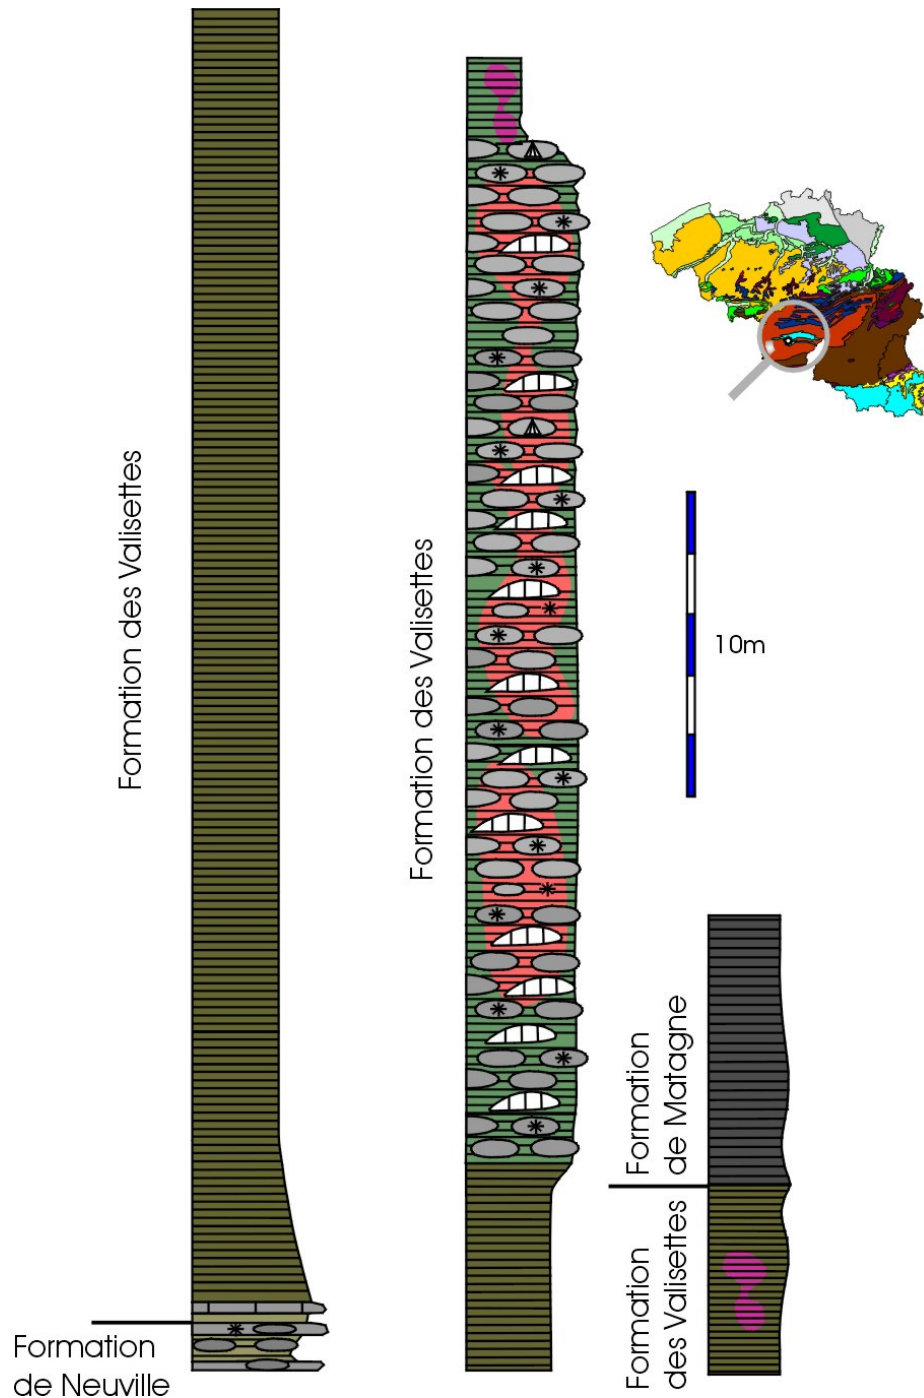 Formation des Valisettes
Formation
de Neuville
Formation des Valisettes
10m
Formation
de Matagne
Formation
des Valisettes